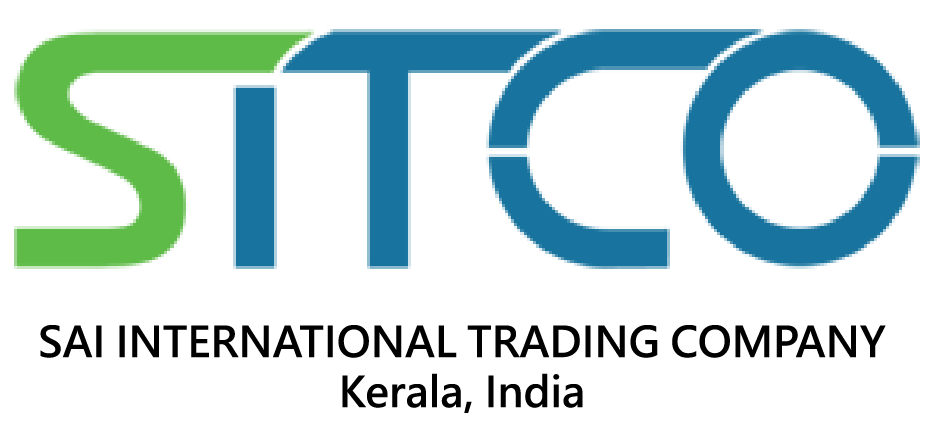 SiTCO
SAI INTERNATIONAL TRADING COMPANY
Kerala, India